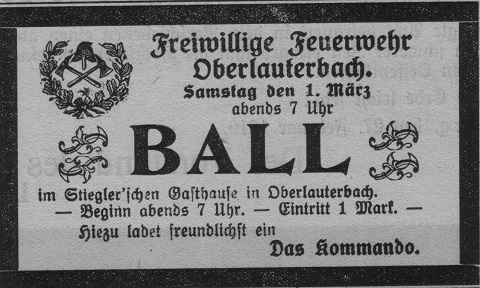 Freiwillige Feuerwehr
Oberlauterbach.
Samstag den 1. März
abends 7 Uhr
BALL
im Stiegler'schen Gasthause in Oberlauterbach.
— Beginn abends 7 Uhr. — Eintritt 1 Mark. —
Hiezu ladet freundlichst ein
Das Kommando.